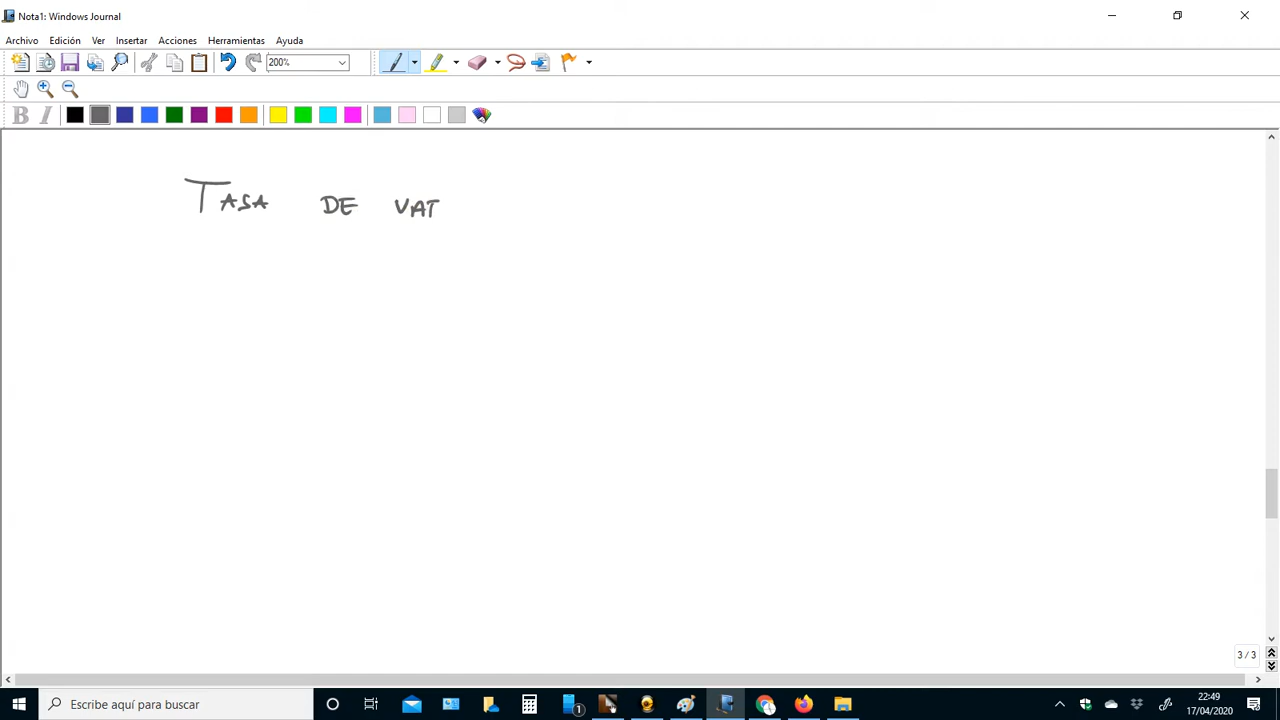 Nota1: Windows Journal
Archivo Edición Ver Insertar Acciones Herramientas Ayuda
200%
B I
TASA DE VAT
3 / 3
Escribe aquí para buscar
1
22:49
17/04/2020